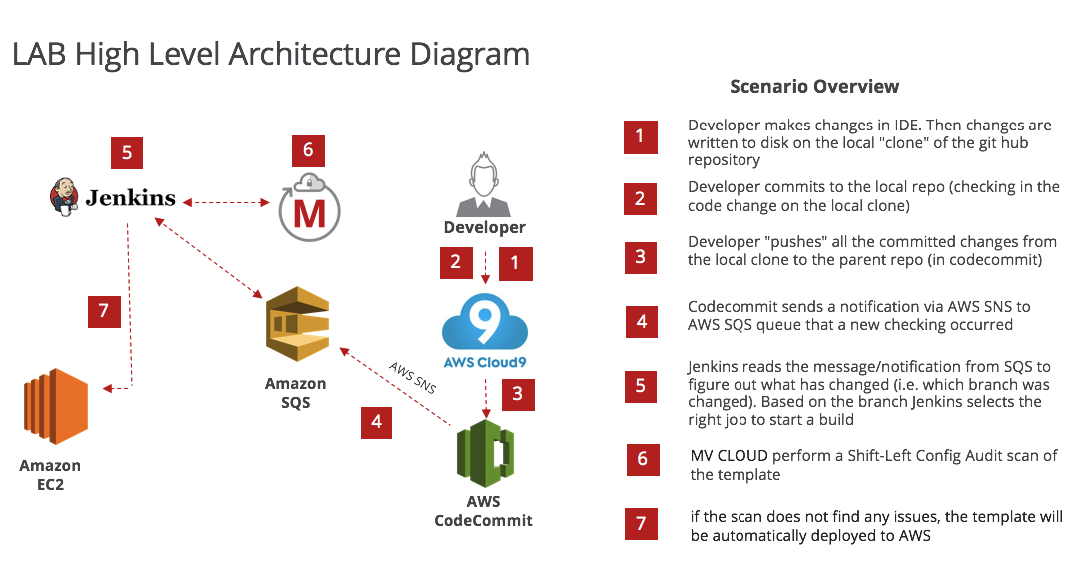 LAB High Level Architecture Diagram
Scenario Overview
5
6
Jenkins
M
Developer
2
1
9
AWS Cloud9
7
Amazon
SQS
AWS SNS
3
4
Amazon
EC2
AWS
CodeCommit
1
Developer makes changes in IDE. Then changes are
written to disk on the local "clone" of the git hub
repository
2
Developer commits to the local repo (checking in the
code change on the local clone)
3
Developer "pushes" all the committed changes from
the local clone to the parent repo (in codecommit)
4
Codecommit sends a notification via AWS SNS to
AWS SQS queue that a new checking occurred
5
Jenkins reads the message/notification from SQS to
figure out what has changed (i.e. which branch was
changed). Based on the branch Jenkins selects the
right job to start a build
6
MV CLOUD perform a Shift-Left Config Audit scan of
the template
7
if the scan does not find any issues, the template will
be automatically deployed to AWS